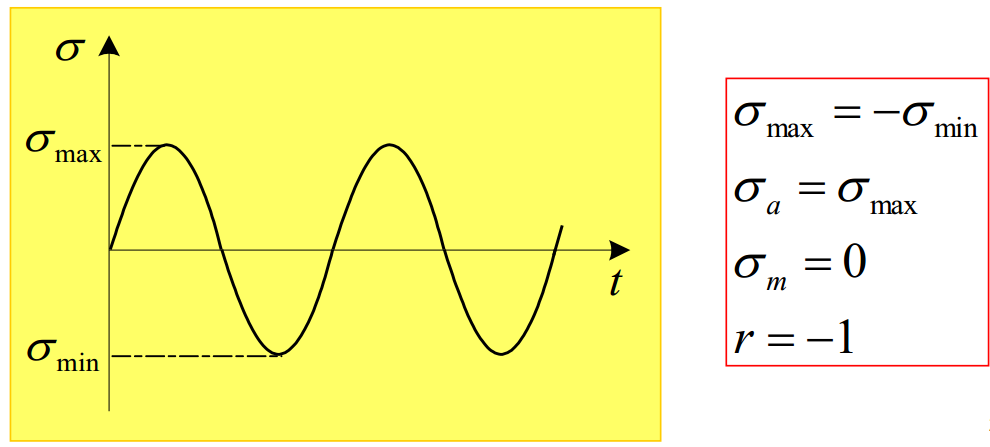 σ
σmax
σmin
t
σmax = −σmin
σa = σmax
σm = 0
r = −1